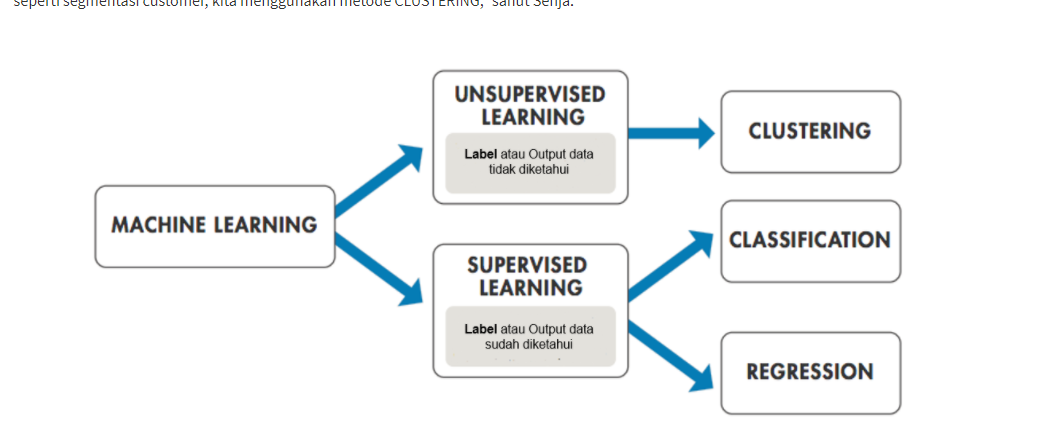 seperti segmentasi customer, kita menggunakan metode CLUSTERING," sahut Senja.
UNSUPERVISED
LEARNING
Label atau Output data
tidak diketahui
CLUSTERING
MACHINE LEARNING
SUPERVISED
LEARNING
Label atau Output data
sudah diketahui
CLASSIFICATION
REGRESSION